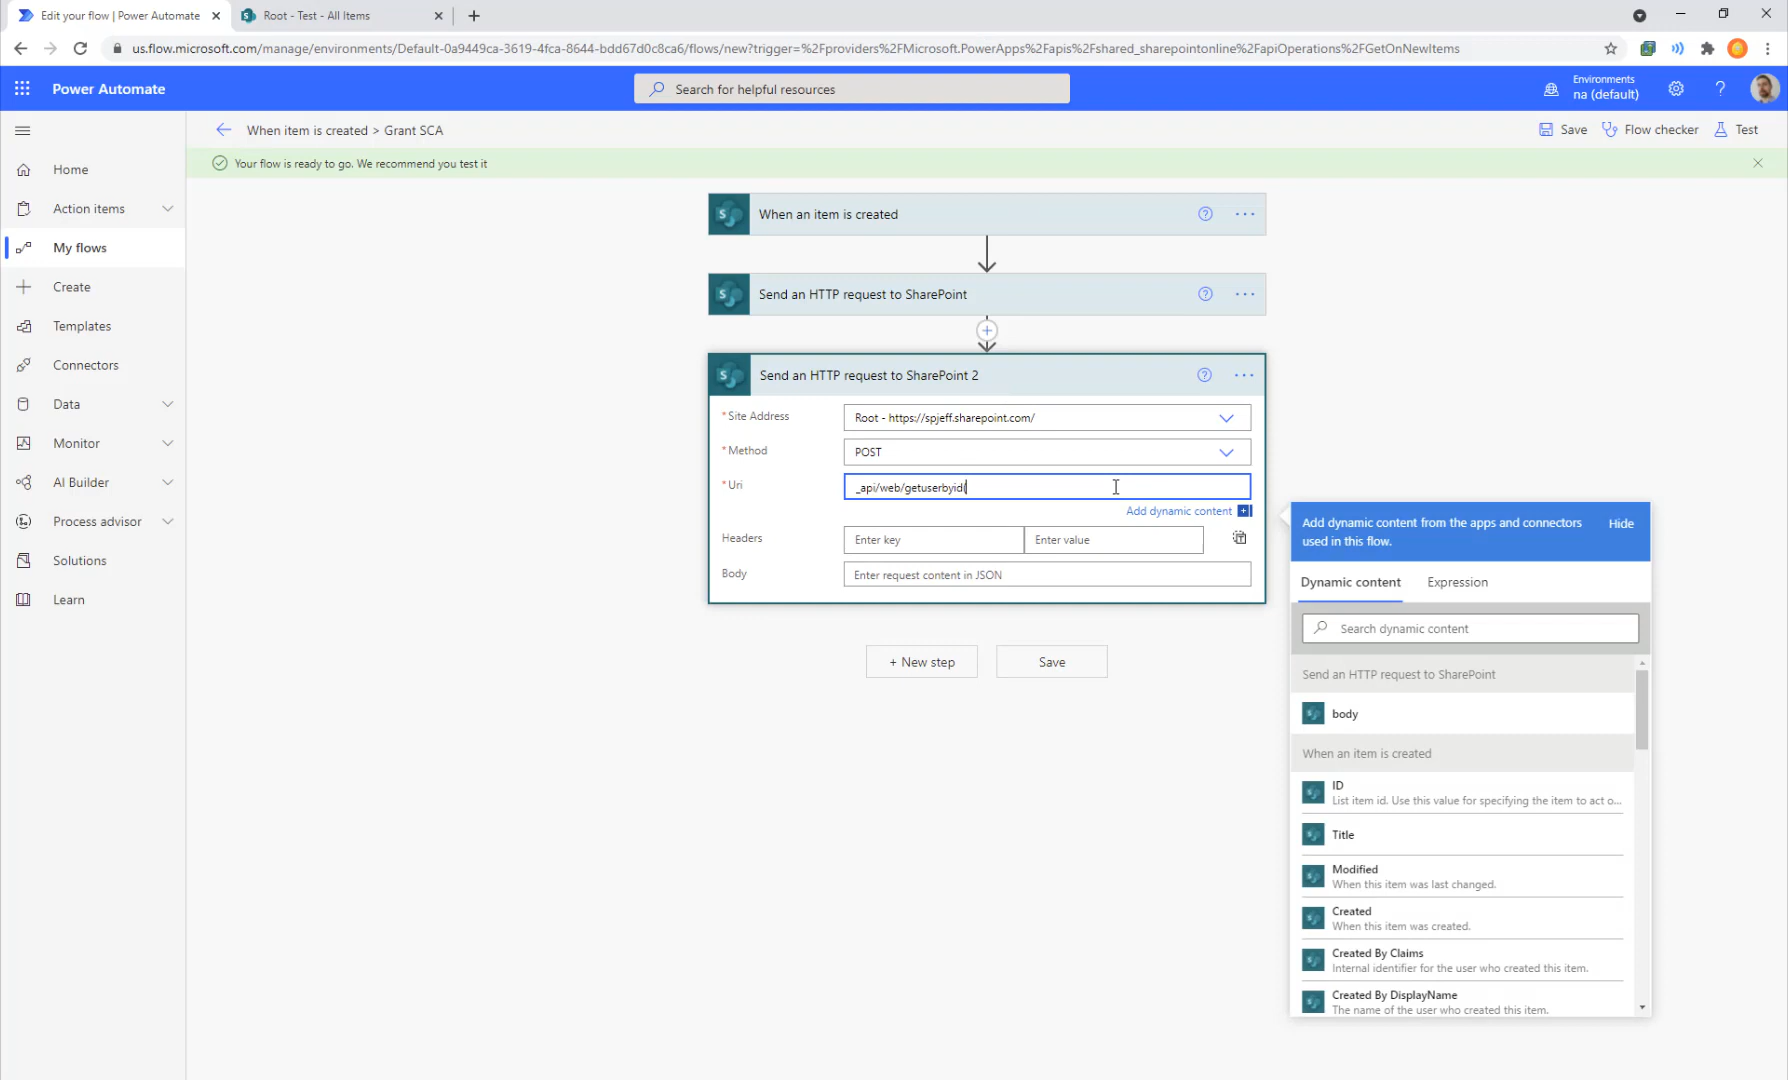 Edit your flow | Power Automate
Root - Test - All Items
us.flow.microsoft.com/manage/environments/Default-0a9449ca-3619-4fca-8644-bdd67d0c8ca6/flows/new?trigger=%2Fproviders%2FMicrosoft.PowerApps%2Fapis%2Fshared_sharepointonline%2FapiOperations%2FGetOnNewItems
Power Automate
Search for helpful resources
Environments
na (default)
When item is created > Grant SCA
Save
Flow checker
Test
Your flow is ready to go. We recommend you test it
Home
Action items
My flows
Create
Templates
Connectors
Data
Monitor
AI Builder
Process advisor
Solutions
Learn
When an item is created
Send an HTTP request to SharePoint
Send an HTTP request to SharePoint 2
* Site Address
Root - https://spjeff.sharepoint.com/
* Method
POST
* Uri
_api/web/getuserbyid(
Add dynamic content
Headers
Enter key
Enter value
Body
Enter request content in JSON
+ New step
Save
Add dynamic content from the apps and connectors
used in this flow.
Hide
Dynamic content
Expression
Search dynamic content
Send an HTTP request to SharePoint
body
When an item is created
ID
List item id. Use this value for specifying the item to act o...
Title
Modified
When this item was last changed.
Created
When this item was created.
Created By Claims
Internal identifier for the user who created this item.
Created By DisplayName
The name of the user who created this item.